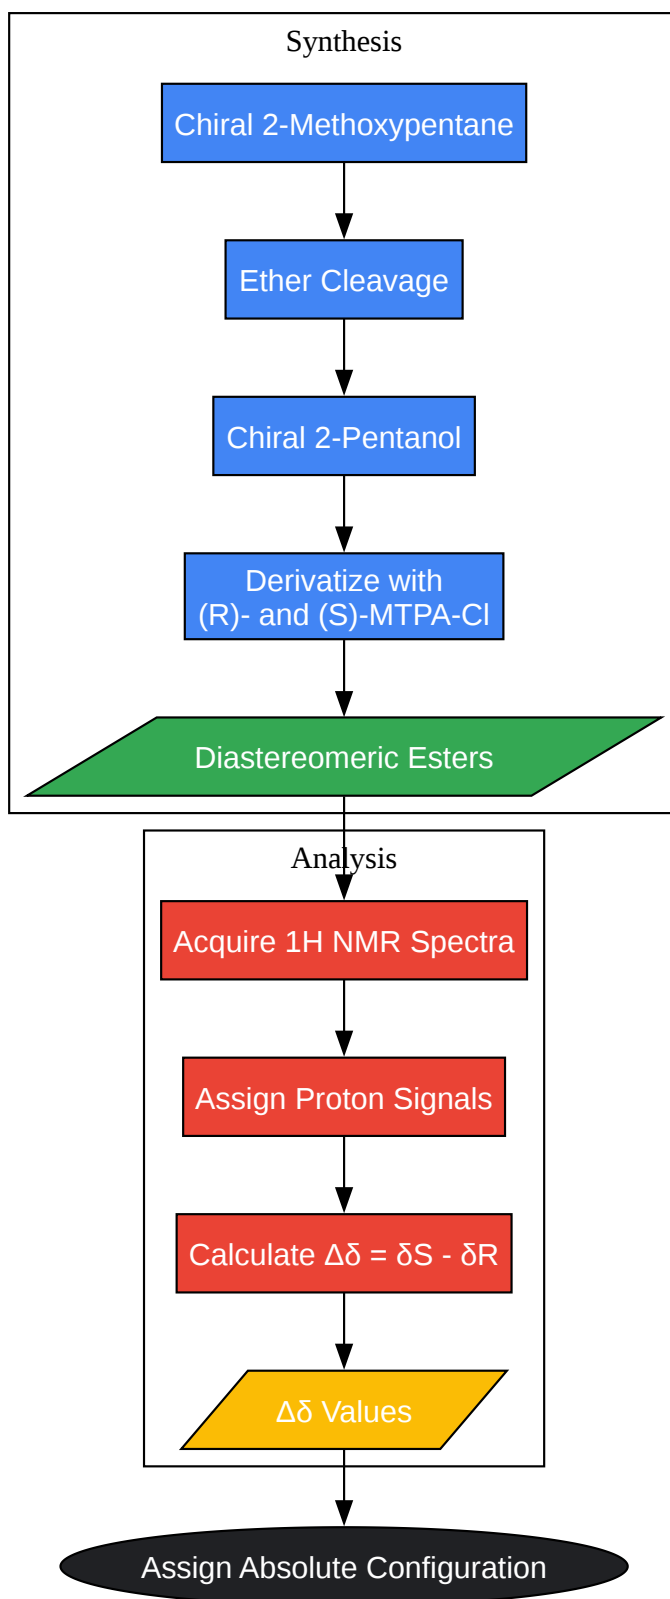 Synthesis
Chiral 2-Methoxypentane
Ether Cleavage
Chiral 2-Pentanol
Derivatize with
(R)- and (S)-MTPA-Cl
Diastereomeric Esters
Analysis
Acquire 1H NMR Spectra
Assign Proton Signals
Calculate Δδ = δS - δR
Δδ Values
Assign Absolute Configuration